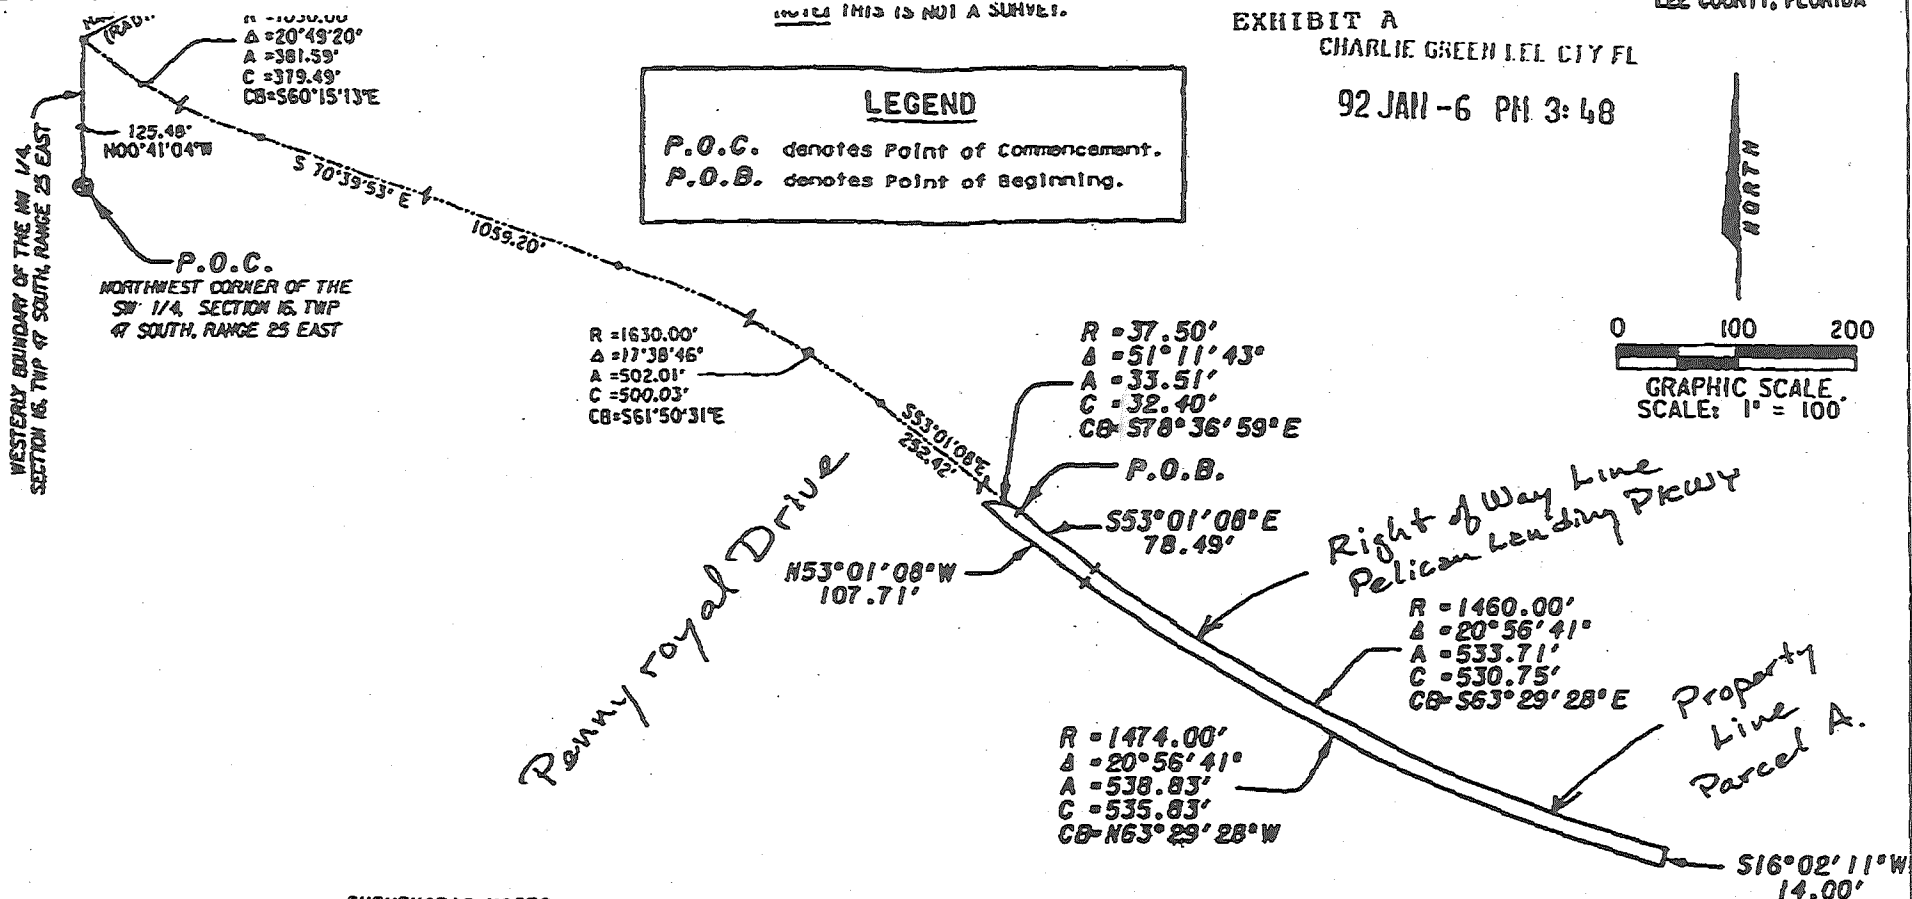 NOTE: THIS IS NOT A SURVEY.
LEE COUNTY, FLORIDA
EXHIBIT A
CHARLIE GREEN LEE CTY FL
92 JAN -6 PM 3:48
R =1050.00'
Δ =20°49'20"
A =381.59'
C =379.49'
CB=S60°15'13"E
LEGEND
P.O.C. denotes Point of Commencement.
P.O.B. denotes Point of Beginning.
NORTH
125.48'
N00°41'04"W
WESTERLY BOUNDARY OF THE NW 1/4,
SECTION 16, TWP 47 SOUTH, RANGE 25 EAST
S 70°39'53" E
1059.20'
P.O.C.
NORTHWEST CORNER OF THE
SW 1/4, SECTION 16, TWP
47 SOUTH, RANGE 25 EAST
R =1630.00'
Δ =17°38'46"
A =502.01'
C =500.03'
CB=S61°50'31"E
R =37.50'
Δ =51°11'43"
A =33.51'
C =32.40'
CB=S78°36'59"E
0 100 200
GRAPHIC SCALE
SCALE: 1" = 100'
S53°01'08"E
252.42'
P.O.B.
S53°01'08"E
78.49'
N53°01'08"W
107.71'
Penny royal Drive
Right of Way Line
Pelican Landing Pkwy
R =1460.00'
Δ =20°56'41"
A =533.71'
C =530.75'
CB=S63°29'28"E
Property
Line
Parcel A.
R =1474.00'
Δ =20°56'41"
A =538.83'
C =535.83'
CB=N63°29'28"W
S16°02'11"W
14.00'